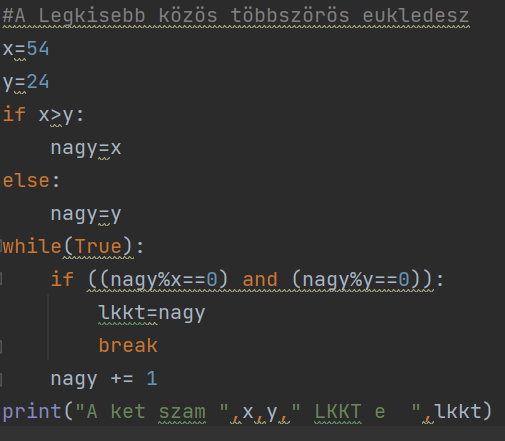 #A Legkisebb közös többszörös eukledesz
x=54
y=24
if x>y:
    nagy=x
else:
    nagy=y
while(True):
    if ((nagy%x==0) and (nagy%y==0)):
        lkkt=nagy
        break
    nagy += 1
print("A ket szam ",x,y," LKKT e  ",lkkt)